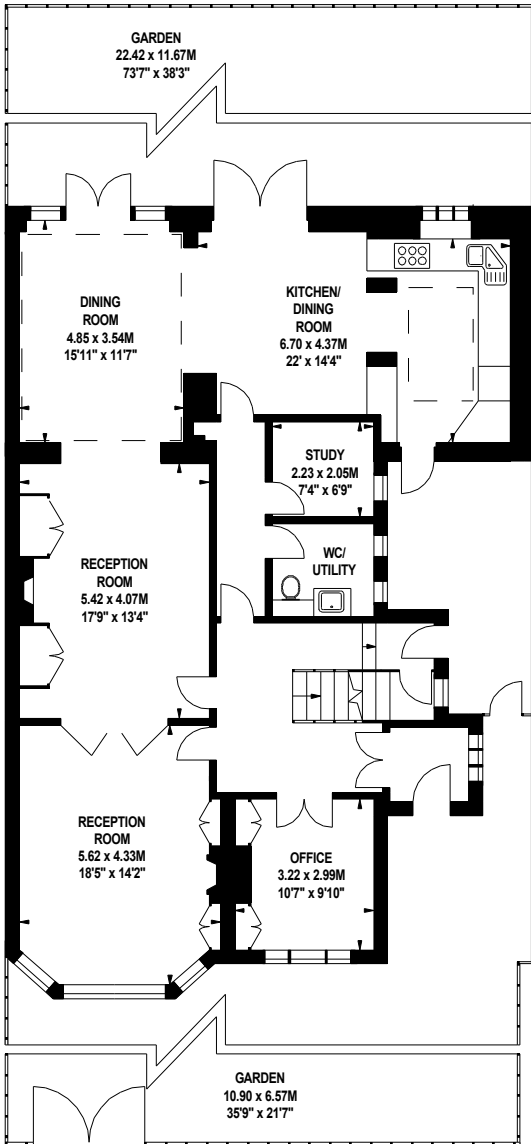 GARDEN
22.42 x 11.67M
73'7" x 38'3"
DINING
ROOM
4.85 x 3.54M
15'11" x 11'7"
KITCHEN/
DINING
ROOM
6.70 x 4.37M
22' x 14'4"
STUDY
2.23 x 2.05M
7'4" x 6'9"
WC/
UTILITY
RECEPTION
ROOM
5.42 x 4.07M
17'9" x 13'4"
RECEPTION
ROOM
5.62 x 4.33M
18'5" x 14'2"
OFFICE
3.22 x 2.99M
10'7" x 9'10"
GARDEN
10.90 x 6.57M
35'9" x 21'7"